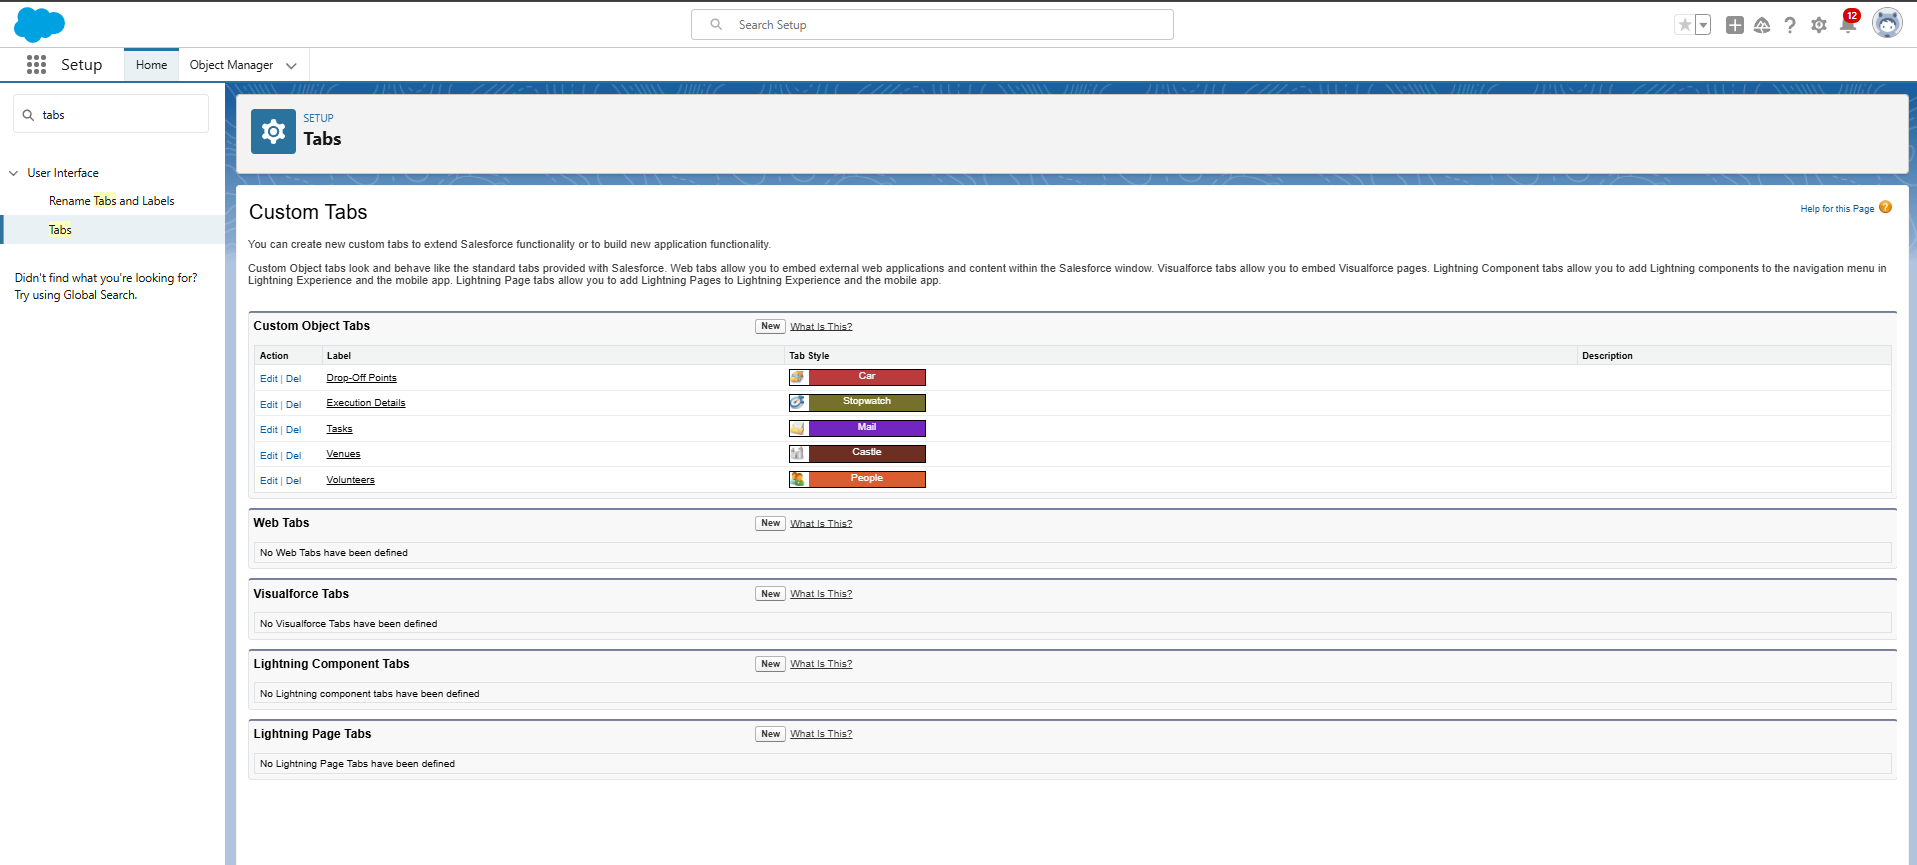 Search Setup
12
Setup
Home
Object Manager
tabs
User Interface
Rename Tabs and Labels
Tabs
Didn't find what you're looking for?
Try using Global Search.
SETUP
Tabs
Custom Tabs
Help for this Page
You can create new custom tabs to extend Salesforce functionality or to build new application functionality.
Custom Object tabs look and behave like the standard tabs provided with Salesforce. Web tabs allow you to embed external web applications and content within the Salesforce window. Visualforce tabs allow you to embed Visualforce pages. Lightning Component tabs allow you to add Lightning components to the navigation menu in
Lightning Experience and the mobile app. Lightning Page tabs allow you to add Lightning Pages to Lightning Experience and the mobile app.
Custom Object Tabs New What Is This?
Action Label Tab Style Description
Edit | Del Drop-Off Points Car
Edit | Del Execution Details Stopwatch
Edit | Del Tasks Mail
Edit | Del Venues Castle
Edit | Del Volunteers People
Web Tabs New What Is This?
No Web Tabs have been defined
Visualforce Tabs New What Is This?
No Visualforce Tabs have been defined
Lightning Component Tabs New What Is This?
No Lightning component tabs have been defined
Lightning Page Tabs New What Is This?
No Lightning Page Tabs have been defined